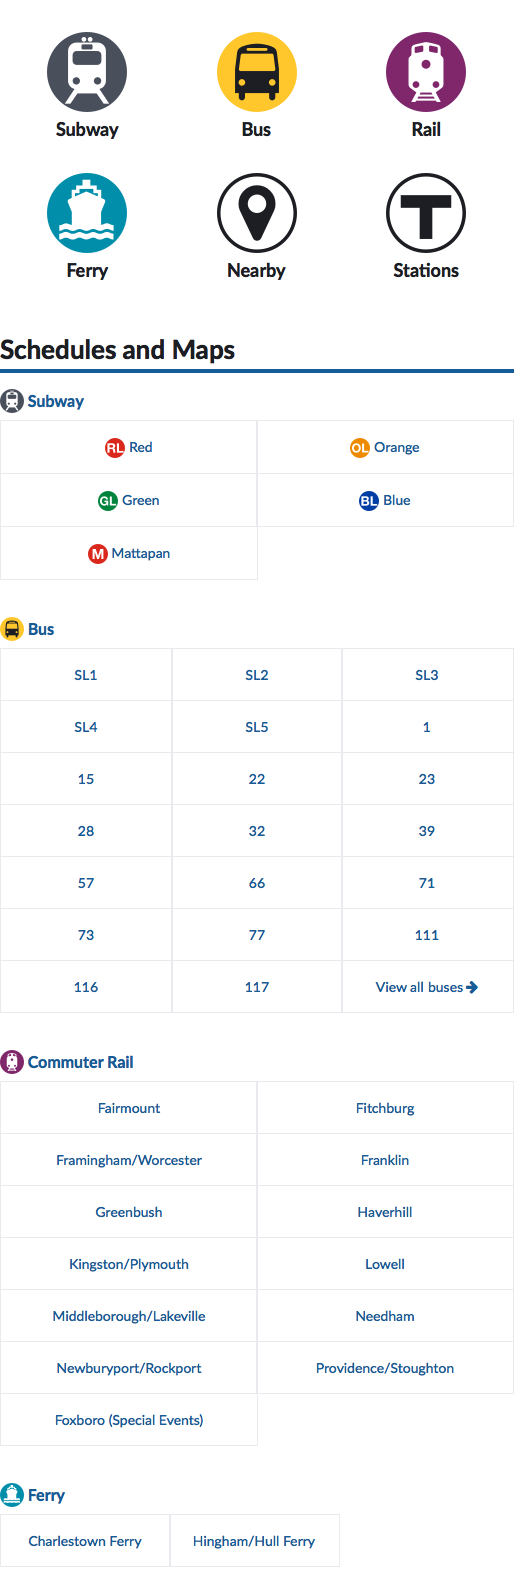 Subway Bus Rail
Ferry Nearby T Stations
Schedules and Maps
Subway
RL Red OL Orange
GL Green BL Blue
M Mattapan
Bus
SL1 SL2 SL3
SL4 SL5 1
15 22 23
28 32 39
57 66 71
73 77 111
116 117 View all buses
Commuter Rail
Fairmount Fitchburg
Framingham/Worcester Franklin
Greenbush Haverhill
Kingston/Plymouth Lowell
Middleborough/Lakeville Needham
Newburyport/Rockport Providence/Stoughton
Foxboro (Special Events)
Ferry
Charlestown Ferry Hingham/Hull Ferry